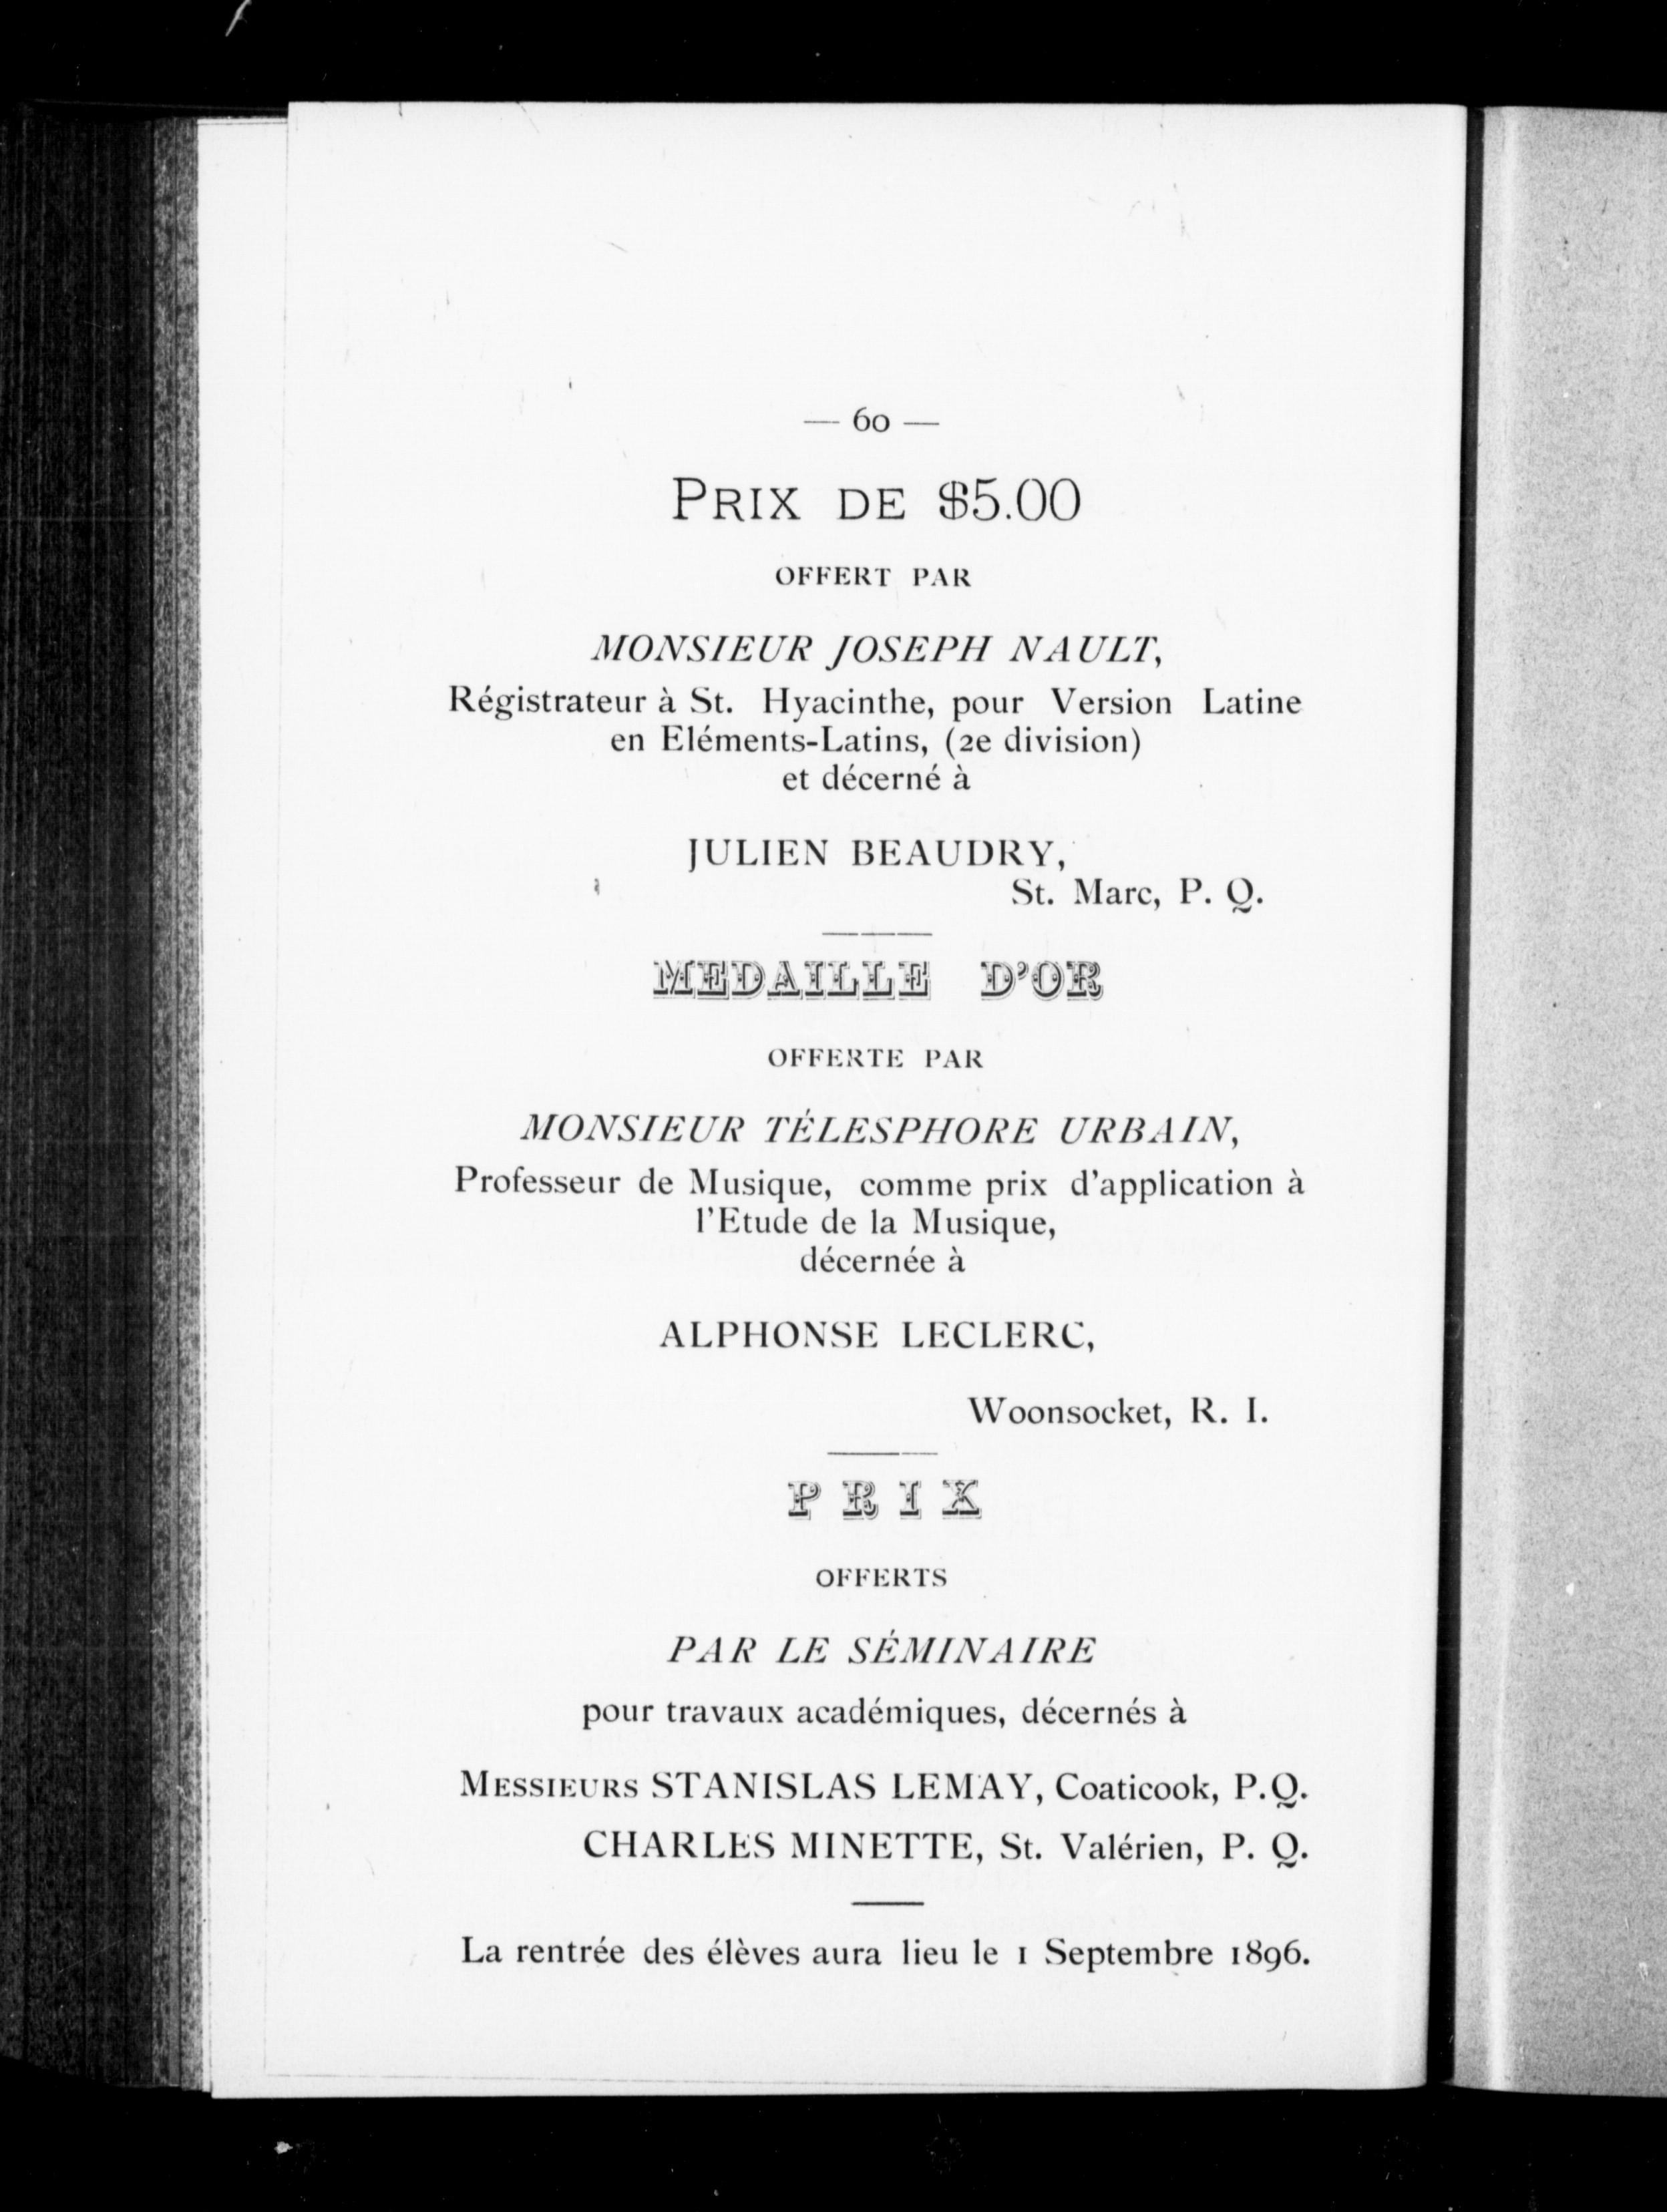 — 60 —
PRIX DE $5.00
OFFERT PAR
MONSIEUR JOSEPH NAULT,
Régistrateur à St. Hyacinthe, pour Version Latine
en Eléments-Latins, (2e division)
et décerné à
JULIEN BEAUDRY,
St. Marc, P. Q.
MEDAILLE D'OR
OFFERTE PAR
MONSIEUR TÉLESPHORE URBAIN,
Professeur de Musique, comme prix d'application à
l'Etude de la Musique,
décernée à
ALPHONSE LECLERC,
Woonsocket, R. I.
PRIX
OFFERTS
PAR LE SÉMINAIRE
pour travaux académiques, décernés à
MESSIEURS STANISLAS LEMAY, Coaticook, P.Q.
CHARLES MINETTE, St. Valérien, P. Q.
La rentrée des élèves aura lieu le 1 Septembre 1896.